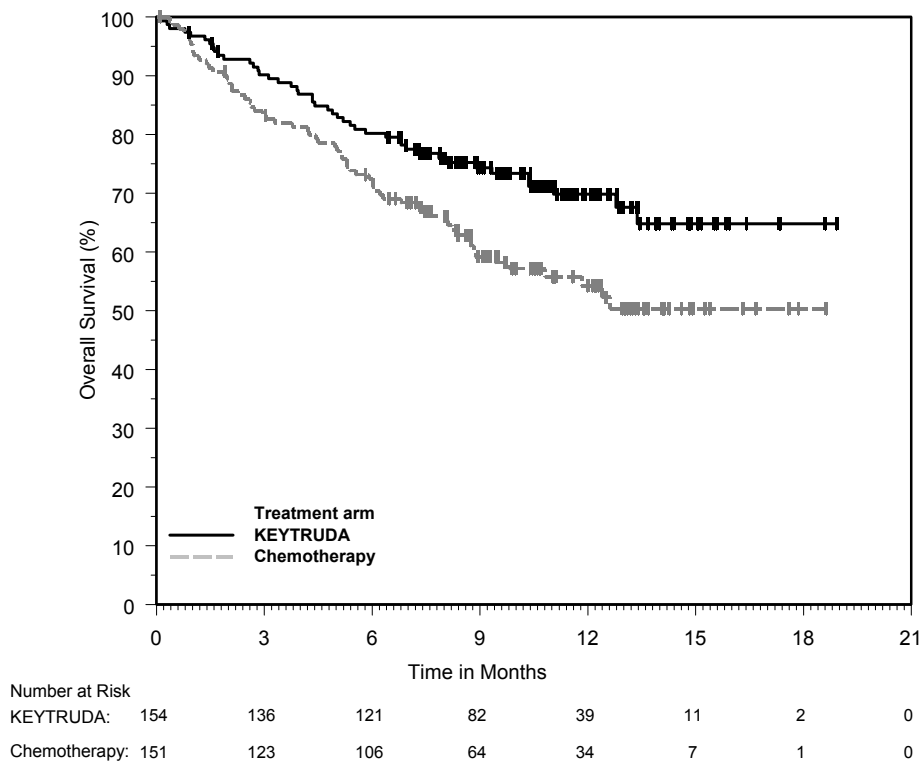 100
90
80
70
60
50
40
30
20
10
0
Overall Survival (%)
Treatment arm
KEYTRUDA
Chemotherapy
0 3 6 9 12 15 18 21
Time in Months
Number at Risk
KEYTRUDA: 154 136 121 82 39 11 2 0
Chemotherapy: 151 123 106 64 34 7 1 0